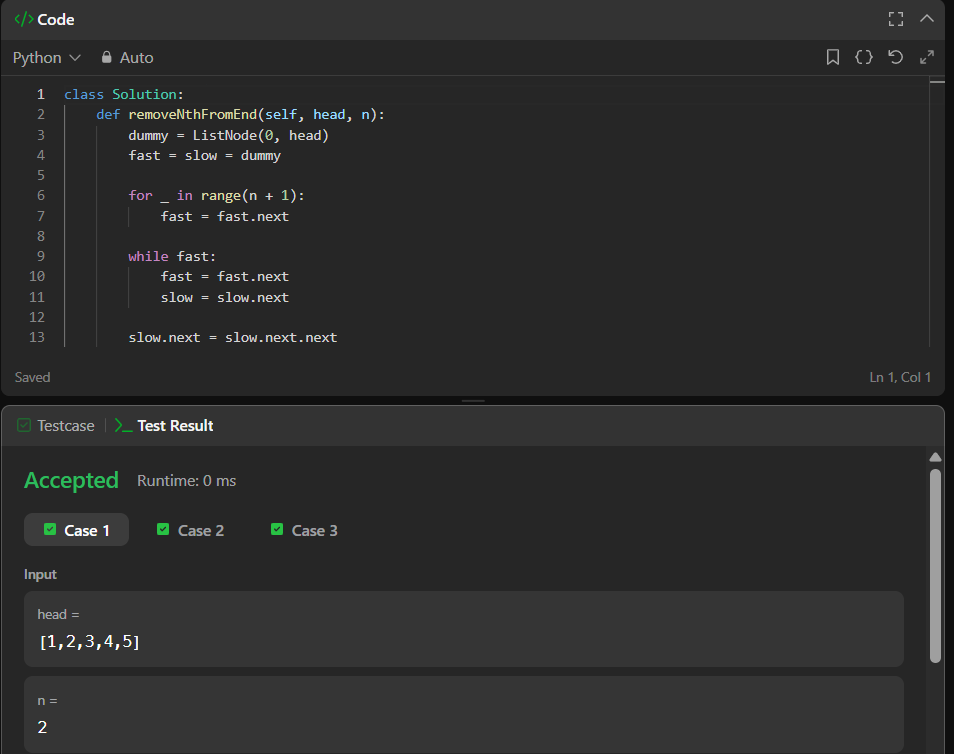 </> Code
Python Auto
1 class Solution:
2     def removeNthFromEnd(self, head, n):
3         dummy = ListNode(0, head)
4         fast = slow = dummy
5
6         for _ in range(n + 1):
7             fast = fast.next
8
9         while fast:
10             fast = fast.next
11             slow = slow.next
12
13         slow.next = slow.next.next
Saved Ln 1, Col 1
Testcase | >_ Test Result
Accepted Runtime: 0 ms
Case 1 Case 2 Case 3
Input
head =
[1,2,3,4,5]
n =
2